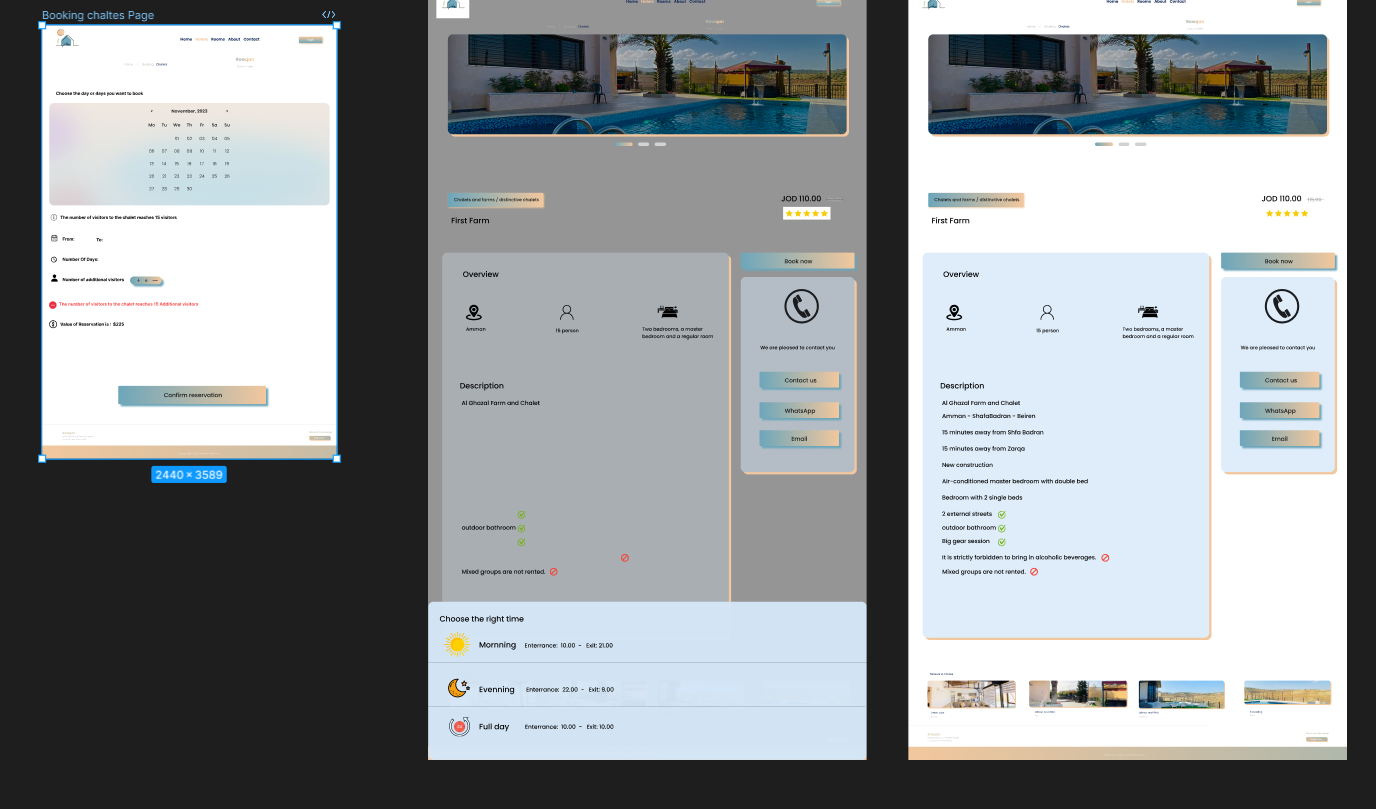 Booking chaltes Page
Home Hotels Rooms About Contact
Choose the day or days you want to book
November, 2023
Mo Tu We Th Fr Sa Su
01 02 03 04 05
06 07 08 09 10 11 12
13 14 15 16 17 18 19
20 21 22 23 24 25 26
27 28 29 30
The number of visitors to the chalet reaches 15 visitors
From: To:
Number Of Days:
Number of additional visitors
The number of visitors to the chalet reaches 15 Additional visitors
Value of Reservation is : $225
Confirm reservation
2440 × 3589
Home Hotels Rooms About Contact
Chalets and farms / distinctive chalets
JOD 110.00
First Farm
Book now
Overview
Amman
15 person
Two bedrooms, a master
bedroom and a regular room
We are pleased to contact you
Contact us
WhatsApp
Email
Description
Al Ghazal Farm and Chalet
outdoor bathroom
Mixed groups are not rented.
Choose the right time
Mornning Enterrance: 10.00 - Exit: 21.00
Evenning Enterrance: 22.00 - Exit: 9.00
Full day Enterrance: 10.00 - Exit: 10.00
Home Hotels Rooms About Contact
Chalets and farms / distinctive chalets
JOD 110.00
First Farm
Book now
Overview
Amman
15 person
Two bedrooms, a master
bedroom and a regular room
We are pleased to contact you
Contact us
WhatsApp
Email
Description
Al Ghazal Farm and Chalet
Amman - ShafaBadran - Beiren
15 minutes away from Shfa Badran
15 minutes away from Zarqa
New construction
Air-conditioned master bedroom with double bed
Bedroom with 2 single beds
2 external streets
outdoor bathroom
Big gear session
It is strictly forbidden to bring in alcoholic beverages.
Mixed groups are not rented.